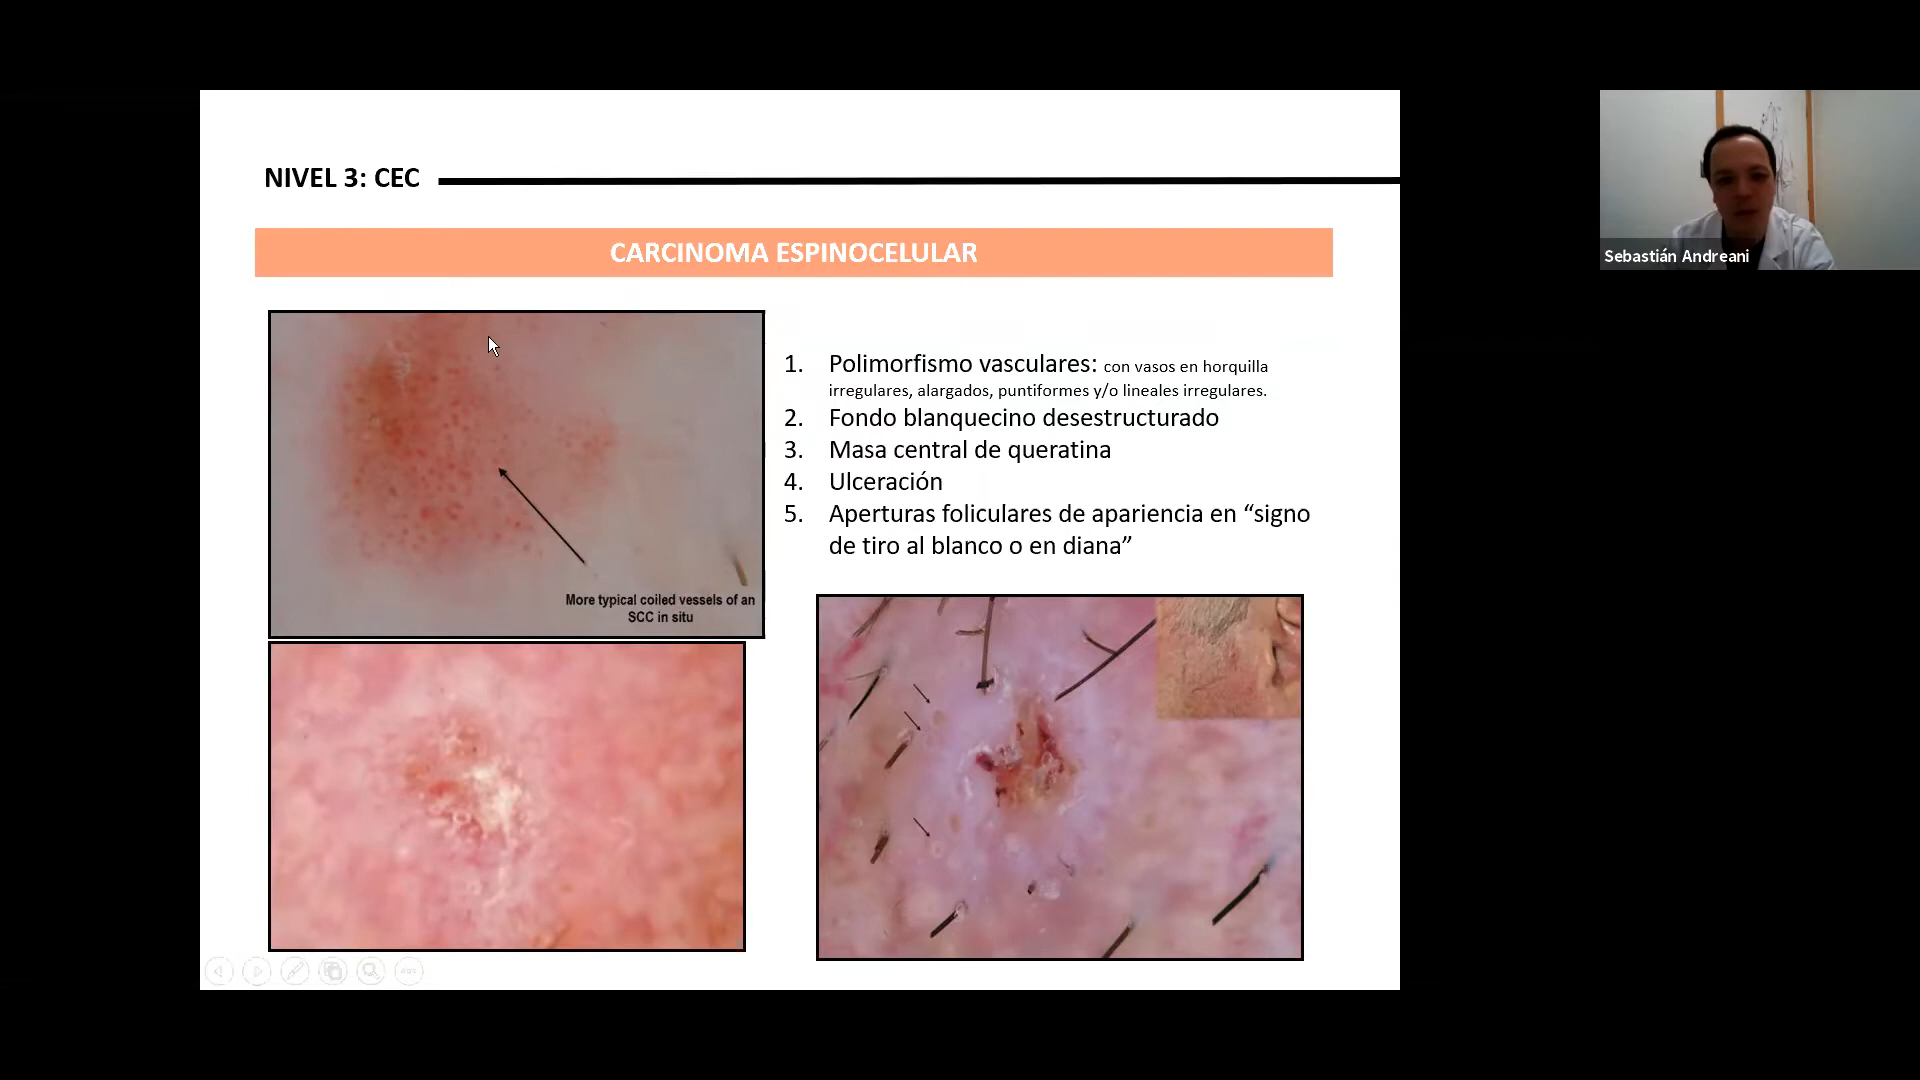 NIVEL 3: CEC
CARCINOMA ESPINOCELULAR
1. Polimorfismo vasculares: con vasos en horquilla
irregulares, alargados, puntiformes y/o lineales irregulares.
2. Fondo blanquecino desestructurado
3. Masa central de queratina
4. Ulceración
5. Aperturas foliculares de apariencia en “signo
de tiro al blanco o en diana”
More typical coiled vessels of an
SCC in situ
Sebastián Andreani